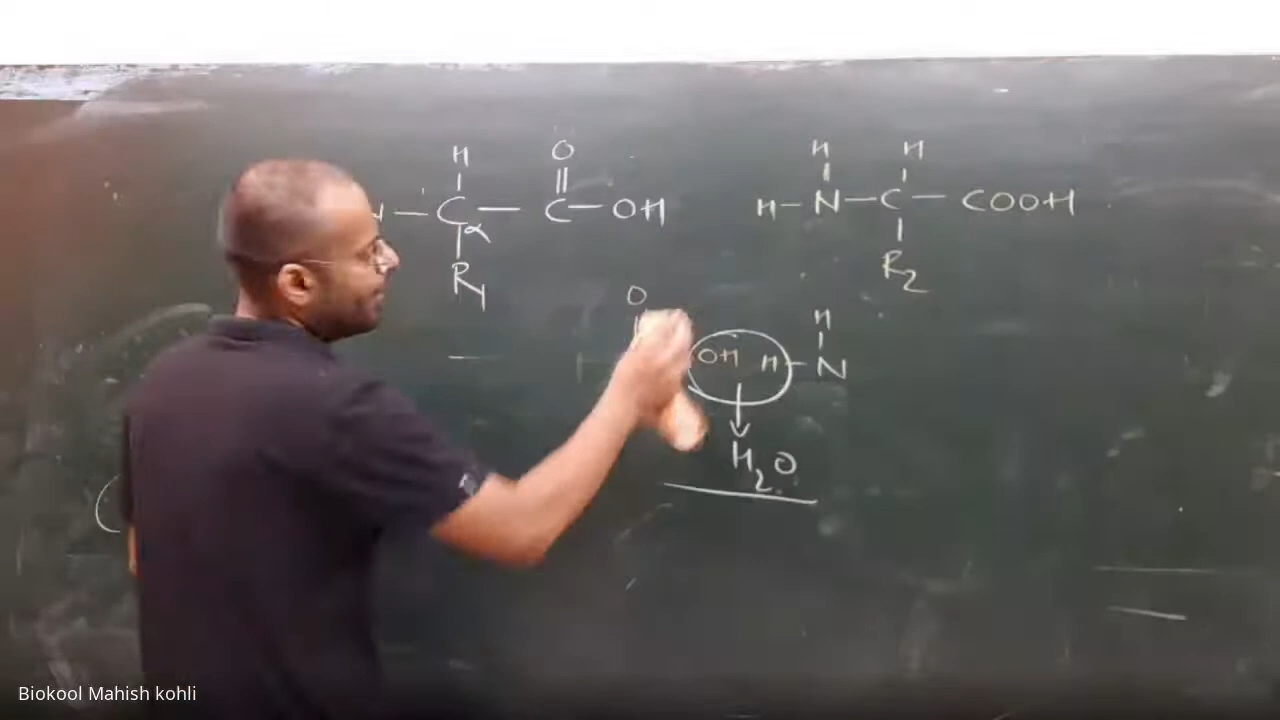 H O H H
N — C — C — OH H — N — C — COOH
α
R1 R2
O H
OH H — N
H2O
Biokool Mahish kohli